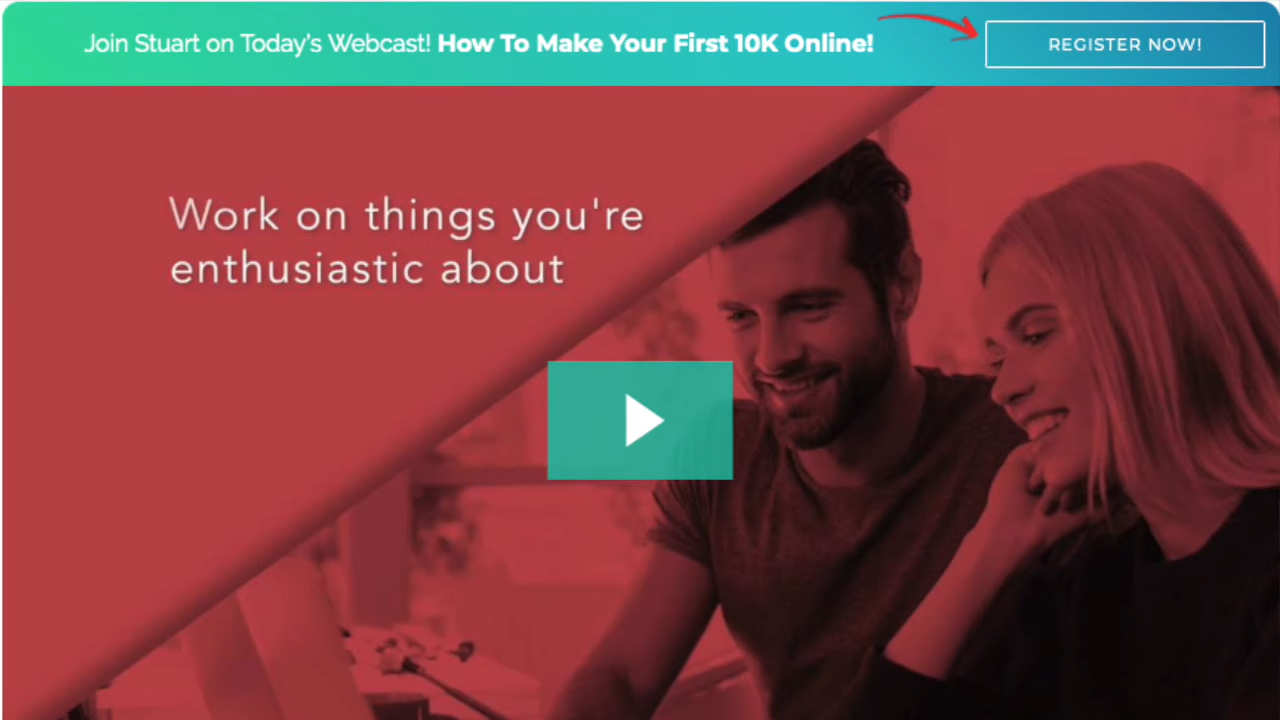 Join Stuart on Today's Webcast! How To Make Your First 10K Online!
REGISTER NOW!
Work on things you're
enthusiastic about